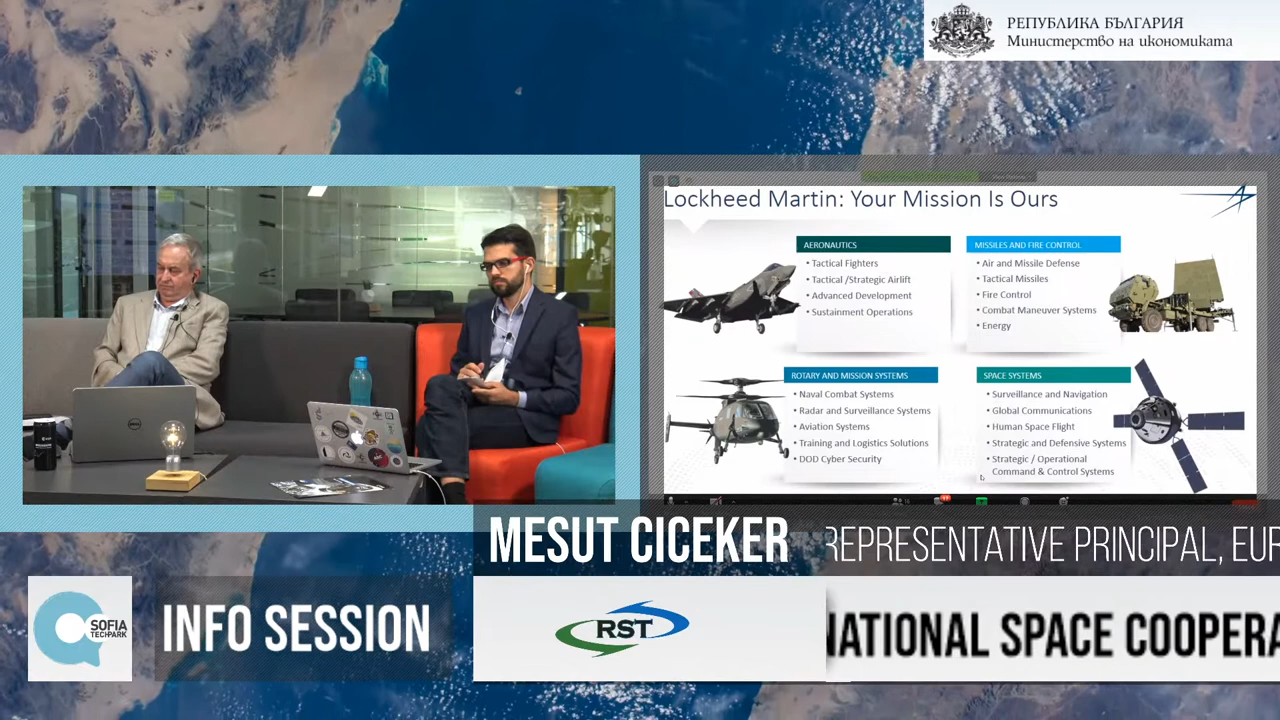 РЕПУБЛИКА БЪЛГАРИЯ
Министерство на икономиката
Lockheed Martin: Your Mission Is Ours
AERONAUTICS
• Tactical Fighters
• Tactical /Strategic Airlift
• Advanced Development
• Sustainment Operations
MISSILES AND FIRE CONTROL
• Air and Missile Defense
• Tactical Missiles
• Fire Control
• Combat Maneuver Systems
• Energy
ROTARY AND MISSION SYSTEMS
• Naval Combat Systems
• Radar and Surveillance Systems
• Aviation Systems
• Training and Logistics Solutions
• DOD Cyber Security
SPACE SYSTEMS
• Surveillance and Navigation
• Global Communications
• Human Space Flight
• Strategic and Defensive Systems
• Strategic / Operational
Command & Control Systems
DELL
MESUT CICEKER
REPRESENTATIVE PRINCIPAL, EUR
SOFIA
TECHPARK
INFO SESSION
RST
NATIONAL SPACE COOPERA